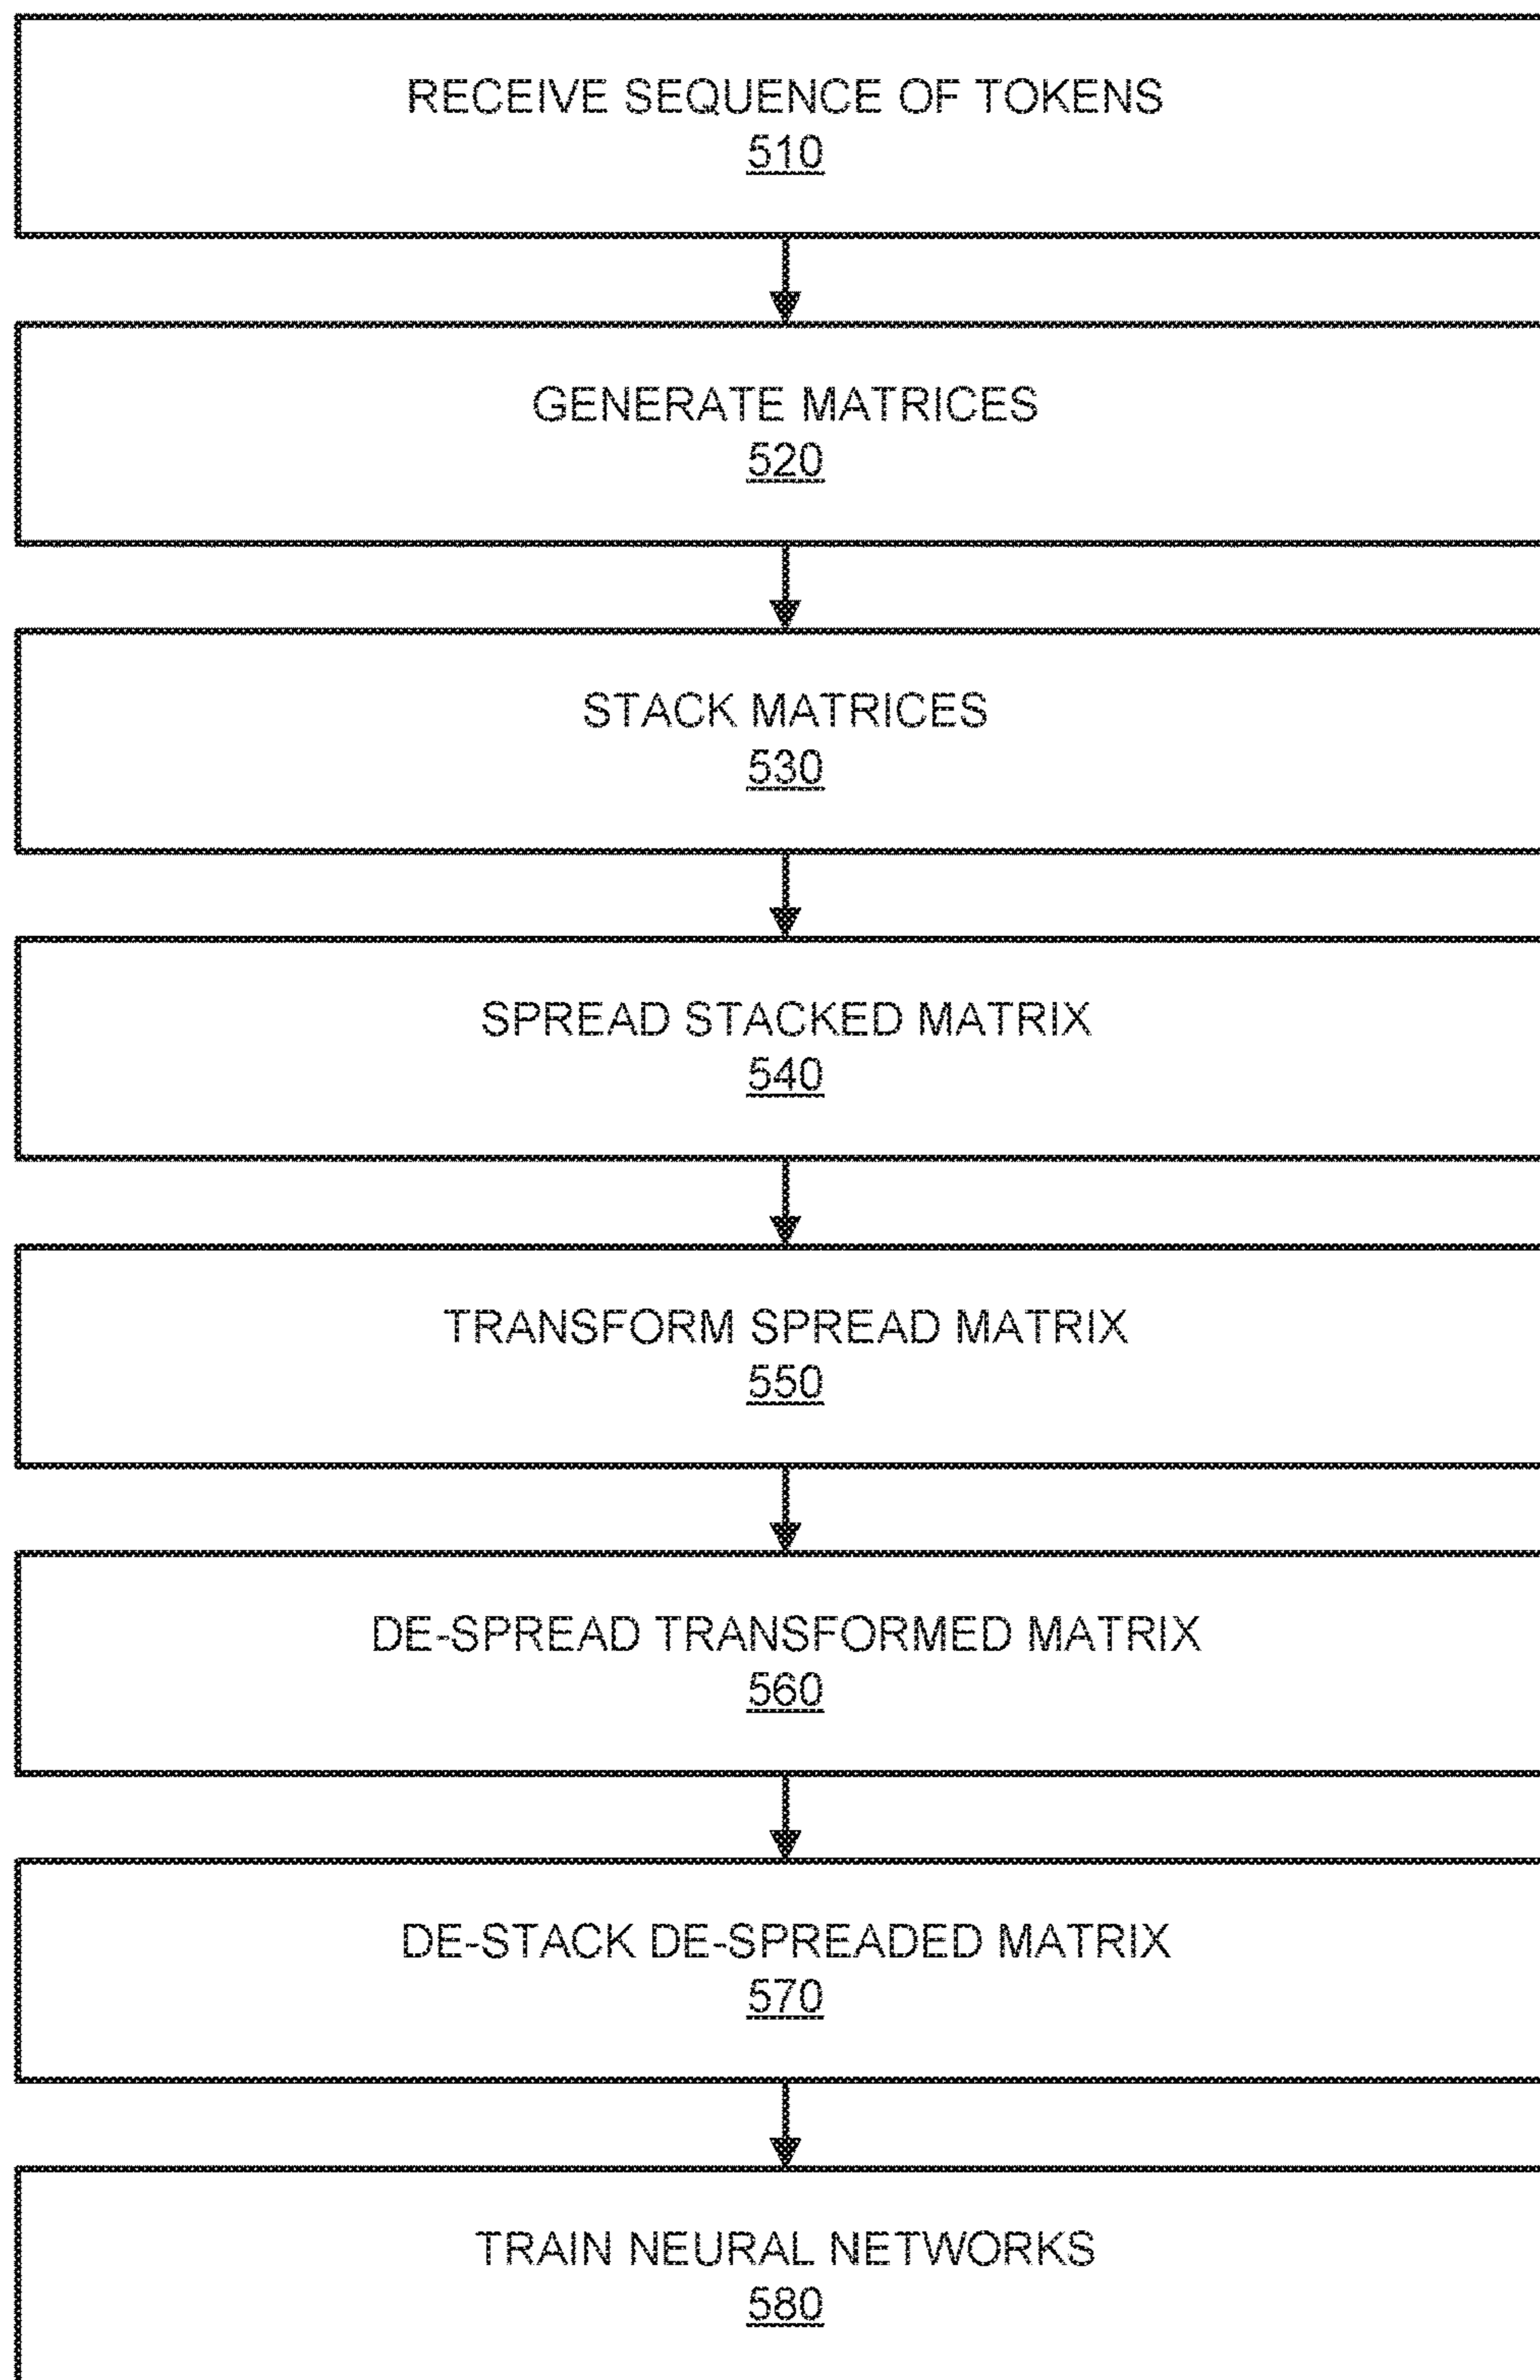 RECEIVE SEQUENCE OF TOKENS
510
GENERATE MATRICES
520
STACK MATRICES
530
SPREAD STACKED MATRIX
540
TRANSFORM SPREAD MATRIX
550
DE-SPREAD TRANSFORMED MATRIX
560
DE-STACK DE-SPREADED MATRIX
570
TRAIN NEURAL NETWORKS
580